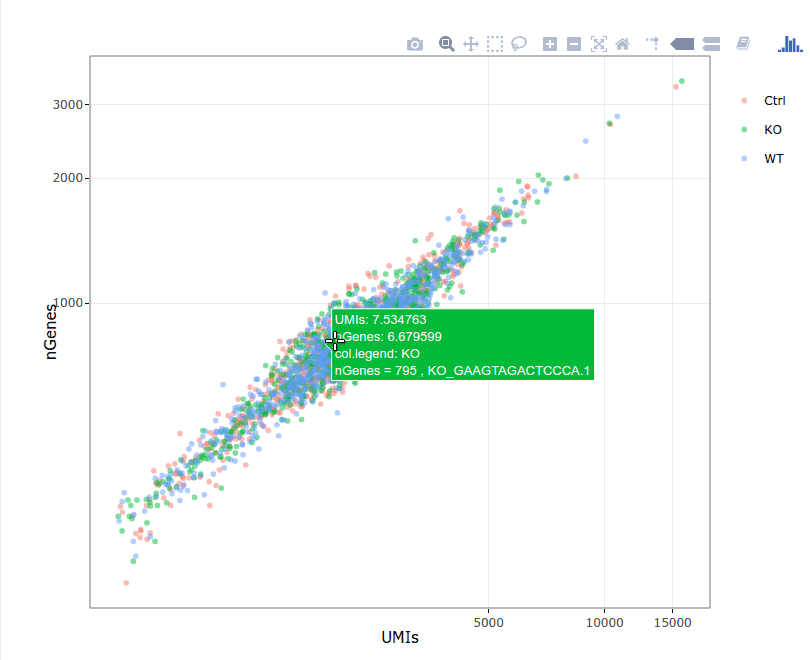 3000
2000
1000
nGenes
UMIs: 7.534763
nGenes: 6.679599
col.legend: KO
nGenes = 795 , KO_GAAGTAGACTCCCA.1
5000
10000
15000
UMIs
Ctrl
KO
WT